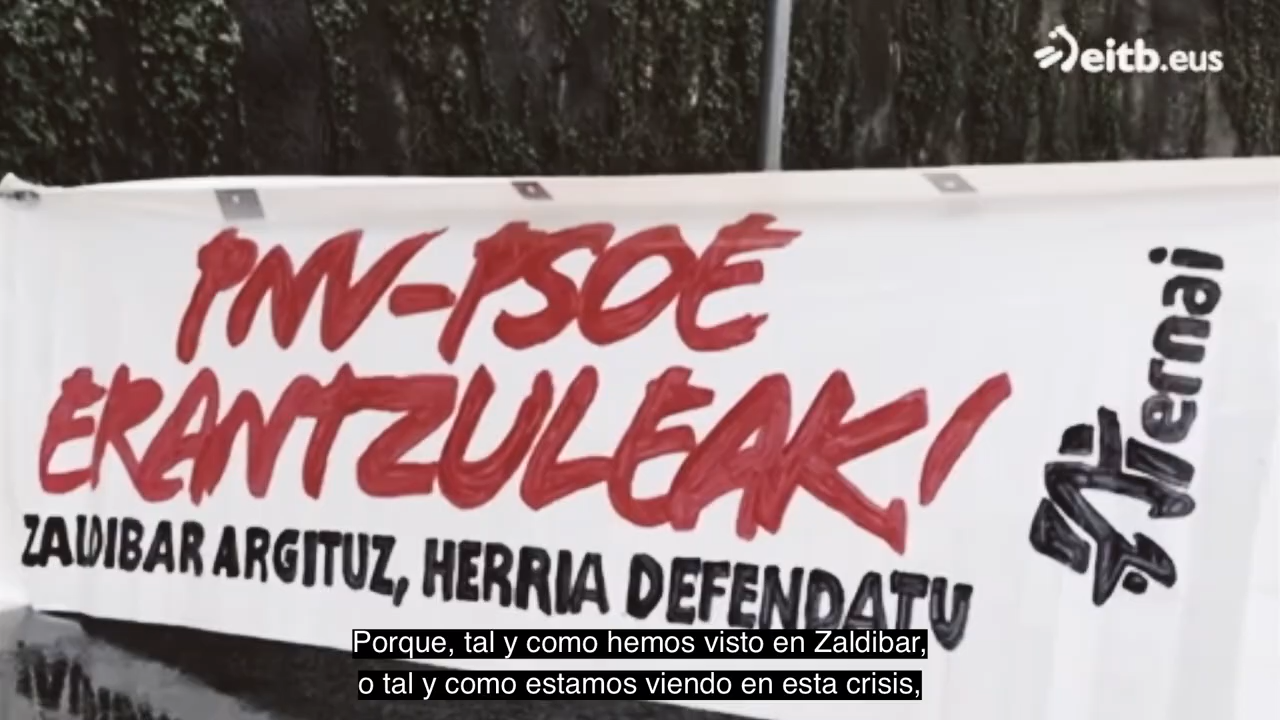 eitb.eus
PNV-PSOE
ERANTZULEAK!
ZALDIBAR ARGITUZ, HERRIA DEFENDATU
ernai
Porque, tal y como hemos visto en Zaldibar,
o tal y como estamos viendo en esta crisis,